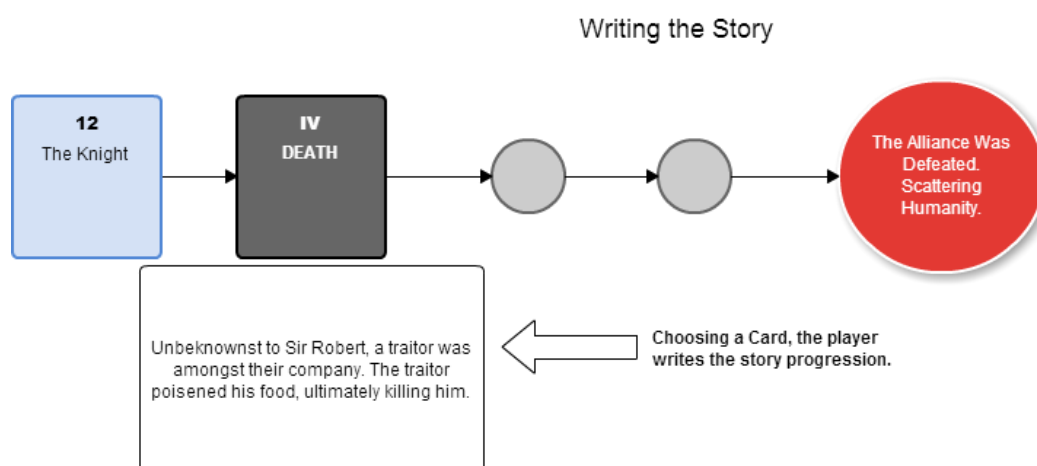 Writing the Story
12
The Knight
IV
DEATH
The Alliance Was
Defeated.
Scattering
Humanity.
Unbeknownst to Sir Robert, a traitor was
amongst their company. The traitor
poisened his food, ultimately killing him.
Choosing a Card, the player
writes the story progression.